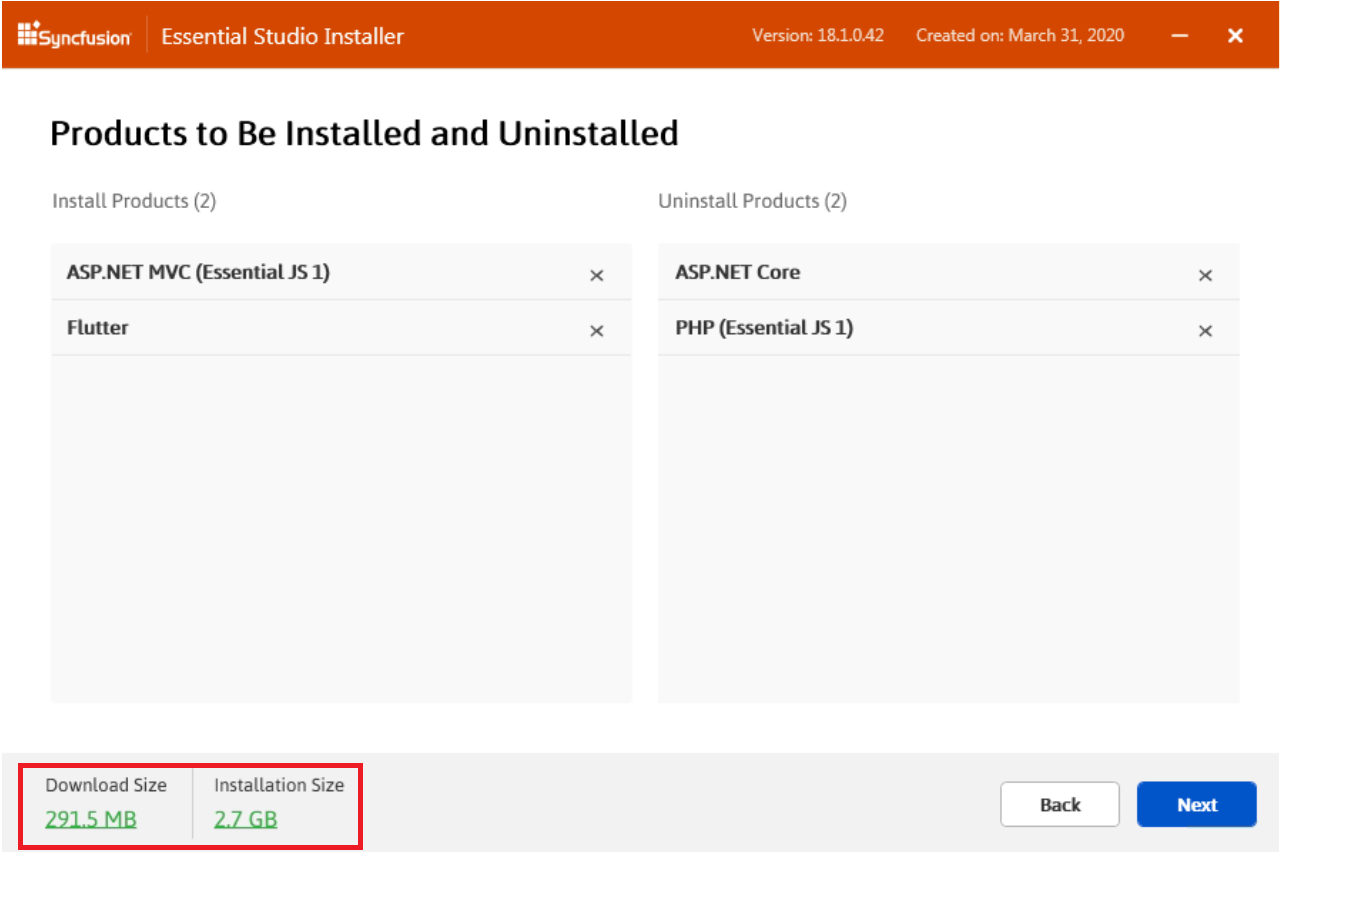 Syncfusion Essential Studio Installer Version: 18.1.0.42 Created on: March 31, 2020
Products to Be Installed and Uninstalled
Install Products (2)
Uninstall Products (2)
ASP.NET MVC (Essential JS 1)
Flutter
ASP.NET Core
PHP (Essential JS 1)
Download Size
291.5 MB
Installation Size
2.7 GB
Back
Next